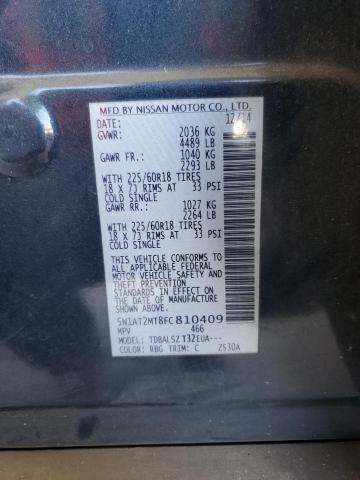 MFD BY NISSAN MOTOR CO., LTD.
DATE: 12/14
GVWR: 2036 KG
4489 LB
GAWR FR.: 1040 KG
2293 LB
WITH 225/60R18 TIRES
18 X 7J RIMS AT 33 PSI
COLD SINGLE
GAWR RR.: 1027 KG
2264 LB
WITH 225/60R18 TIRES
18 X 7J RIMS AT 33 PSI
COLD SINGLE
THIS VEHICLE CONFORMS TO
ALL APPLICABLE FEDERAL
MOTOR VEHICLE SAFETY AND
THEFT PREVENTION
STANDARDS IN EFFECT ON
THE DATE OF MANUFACTURE
SHOWN ABOVE.
5N1AT2MT8FC810409
MPV 466
MODEL: TDBALSZ T32EUA---
COLOR: RBG TRIM: C ZS30A